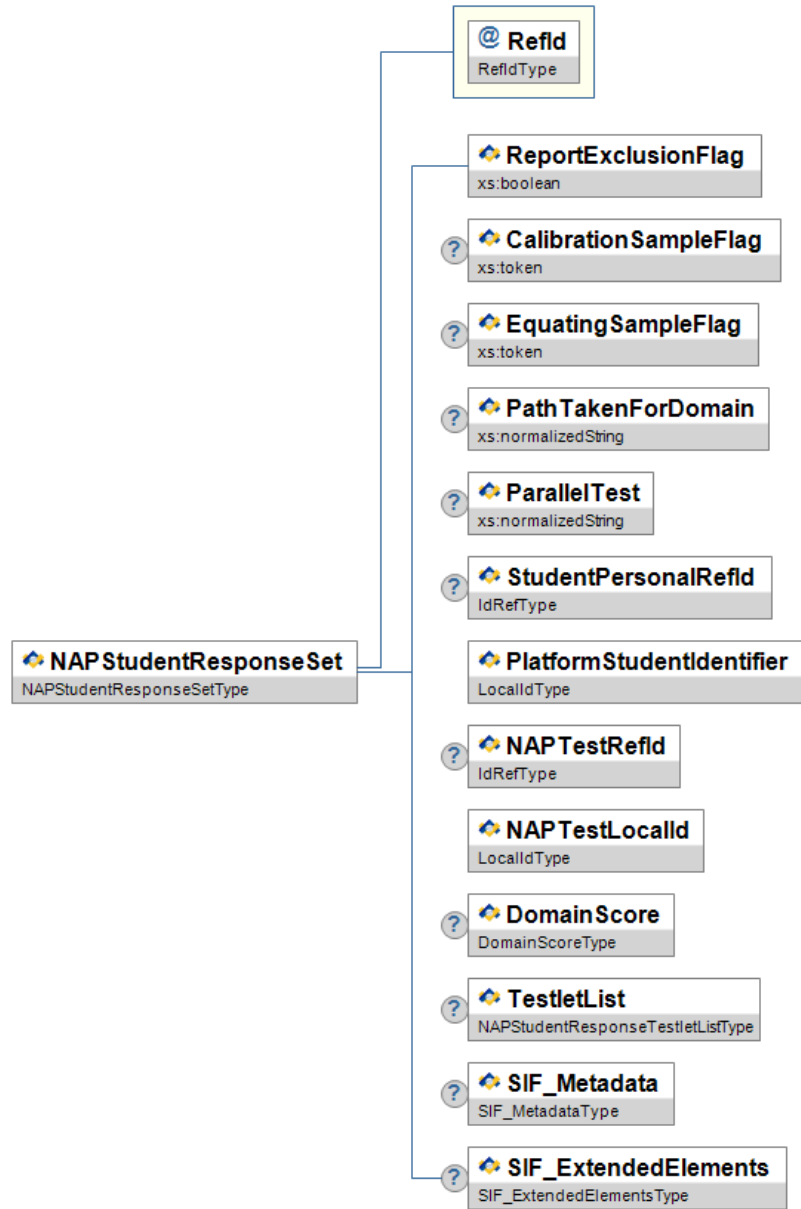 @ RefId
RefIdType
ReportExclusionFlag
xs:boolean
? CalibrationSampleFlag
xs:token
? EquatingSampleFlag
xs:token
? PathTakenForDomain
xs:normalizedString
? ParallelTest
xs:normalizedString
? StudentPersonalRefId
IdRefType
NAPStudentResponseSet
NAPStudentResponseSetType
PlatformStudentIdentifier
LocalIdType
? NAPTestRefId
IdRefType
NAPTestLocalId
LocalIdType
? DomainScore
DomainScoreType
? TestletList
NAPStudentResponseTestletListType
? SIF_Metadata
SIF_MetadataType
? SIF_ExtendedElements
SIF_ExtendedElementsType